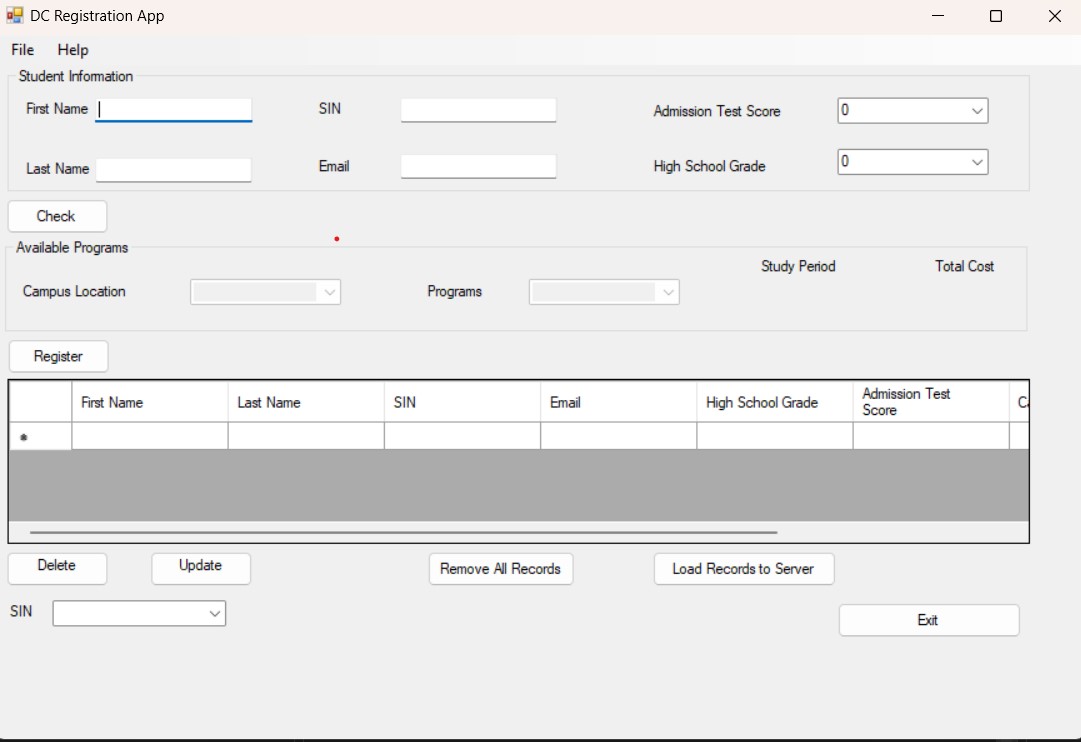 DC Registration App
File Help
Student Information
First Name SIN Admission Test Score 0
Last Name Email High School Grade 0
Check
Available Programs
Study Period Total Cost
Campus Location Programs
Register
First Name Last Name SIN Email High School Grade Admission Test Score
*
Delete Update Remove All Records Load Records to Server
SIN
Exit